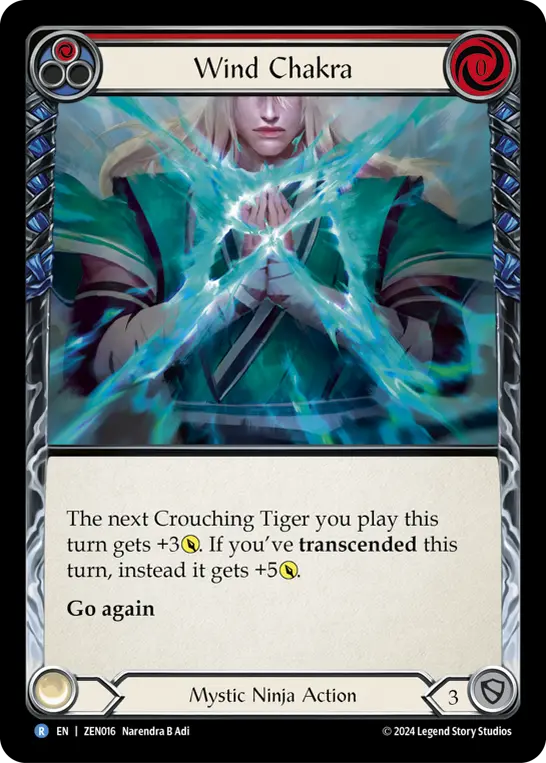 Wind Chakra
0
The next Crouching Tiger you play this
turn gets +3. If you've transcended this
turn, instead it gets +5.
Go again
Mystic Ninja Action
3
R EN | ZEN016 Narendra B Adi
© 2024 Legend Story Studios